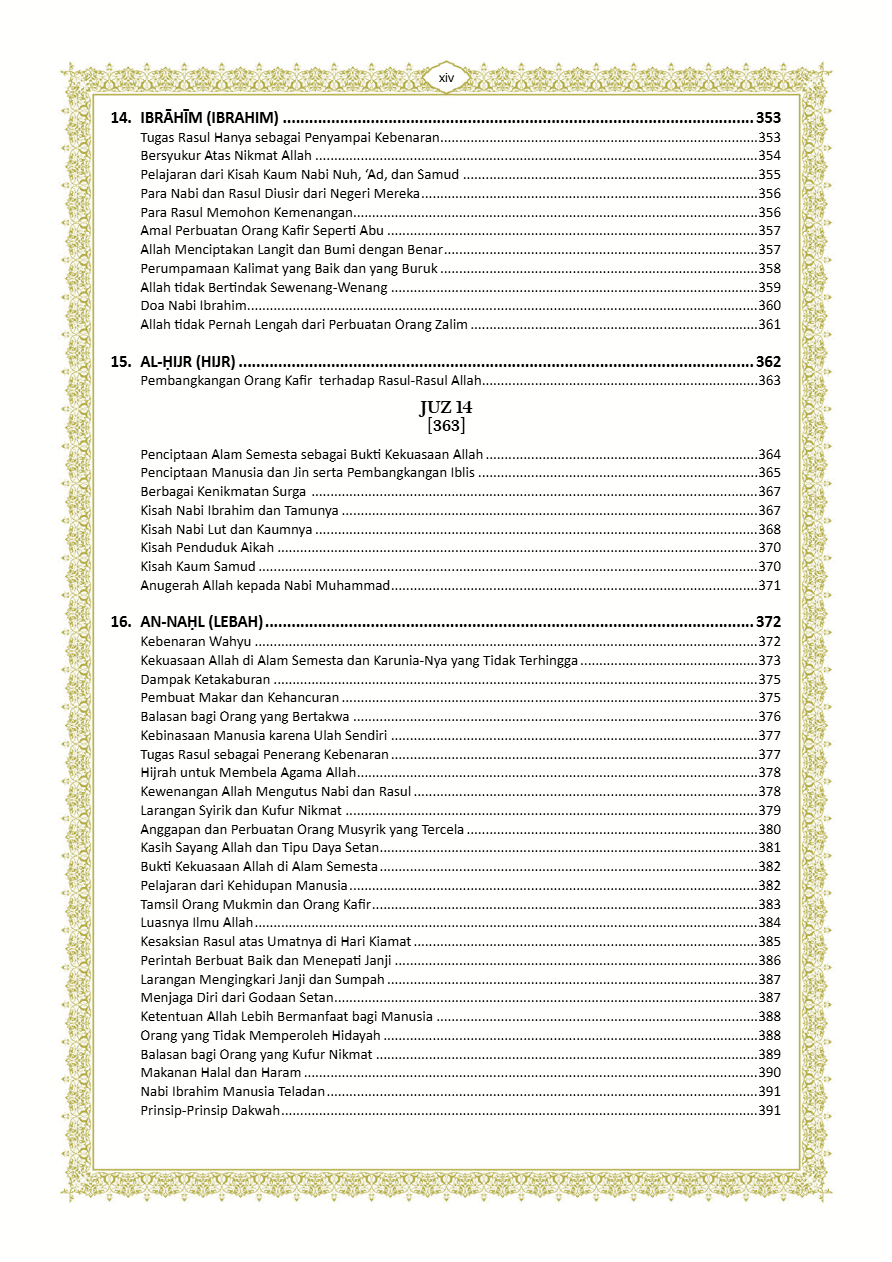 xiv
14. IBRĀHĪM (IBRAHIM) ........ 353
Tugas Rasul Hanya sebagai Penyampai Kebenaran........353
Bersyukur Atas Nikmat Allah ........354
Pelajaran dari Kisah Kaum Nabi Nuh, ‘Ad, dan Samud ........355
Para Nabi dan Rasul Diusir dari Negeri Mereka........356
Para Rasul Memohon Kemenangan........356
Amal Perbuatan Orang Kafir Seperti Abu ........357
Allah Menciptakan Langit dan Bumi dengan Benar........357
Perumpamaan Kalimat yang Baik dan yang Buruk ........358
Allah tidak Bertindak Sewenang-Wenang ........359
Doa Nabi Ibrahim........360
Allah tidak Pernah Lengah dari Perbuatan Orang Zalim ........361
15. AL-ḤIJR (HIJR) ........ 362
Pembangkangan Orang Kafir terhadap Rasul-Rasul Allah........363
JUZ 14
[363]
Penciptaan Alam Semesta sebagai Bukti Kekuasaan Allah ........364
Penciptaan Manusia dan Jin serta Pembangkangan Iblis ........365
Berbagai Kenikmatan Surga ........367
Kisah Nabi Ibrahim dan Tamunya ........367
Kisah Nabi Lut dan Kaumnya ........368
Kisah Penduduk Aikah ........370
Kisah Kaum Samud ........370
Anugerah Allah kepada Nabi Muhammad........371
16. AN-NAḤL (LEBAH)........ 372
Kebenaran Wahyu ........372
Kekuasaan Allah di Alam Semesta dan Karunia-Nya yang Tidak Terhingga ........373
Dampak Ketakaburan ........375
Pembuat Makar dan Kehancuran ........375
Balasan bagi Orang yang Bertakwa ........376
Kebinasaan Manusia karena Ulah Sendiri ........377
Tugas Rasul sebagai Penerang Kebenaran ........377
Hijrah untuk Membela Agama Allah........378
Kewenangan Allah Mengutus Nabi dan Rasul ........378
Larangan Syirik dan Kufur Nikmat ........379
Anggapan dan Perbuatan Orang Musyrik yang Tercela ........380
Kasih Sayang Allah dan Tipu Daya Setan........381
Bukti Kekuasaan Allah di Alam Semesta........382
Pelajaran dari Kehidupan Manusia........382
Tamsil Orang Mukmin dan Orang Kafir........383
Luasnya Ilmu Allah........384
Kesaksian Rasul atas Umatnya di Hari Kiamat ........385
Perintah Berbuat Baik dan Menepati Janji ........386
Larangan Mengingkari Janji dan Sumpah ........387
Menjaga Diri dari Godaan Setan........387
Ketentuan Allah Lebih Bermanfaat bagi Manusia ........388
Orang yang Tidak Memperoleh Hidayah ........388
Balasan bagi Orang yang Kufur Nikmat ........389
Makanan Halal dan Haram ........390
Nabi Ibrahim Manusia Teladan........391
Prinsip-Prinsip Dakwah........391